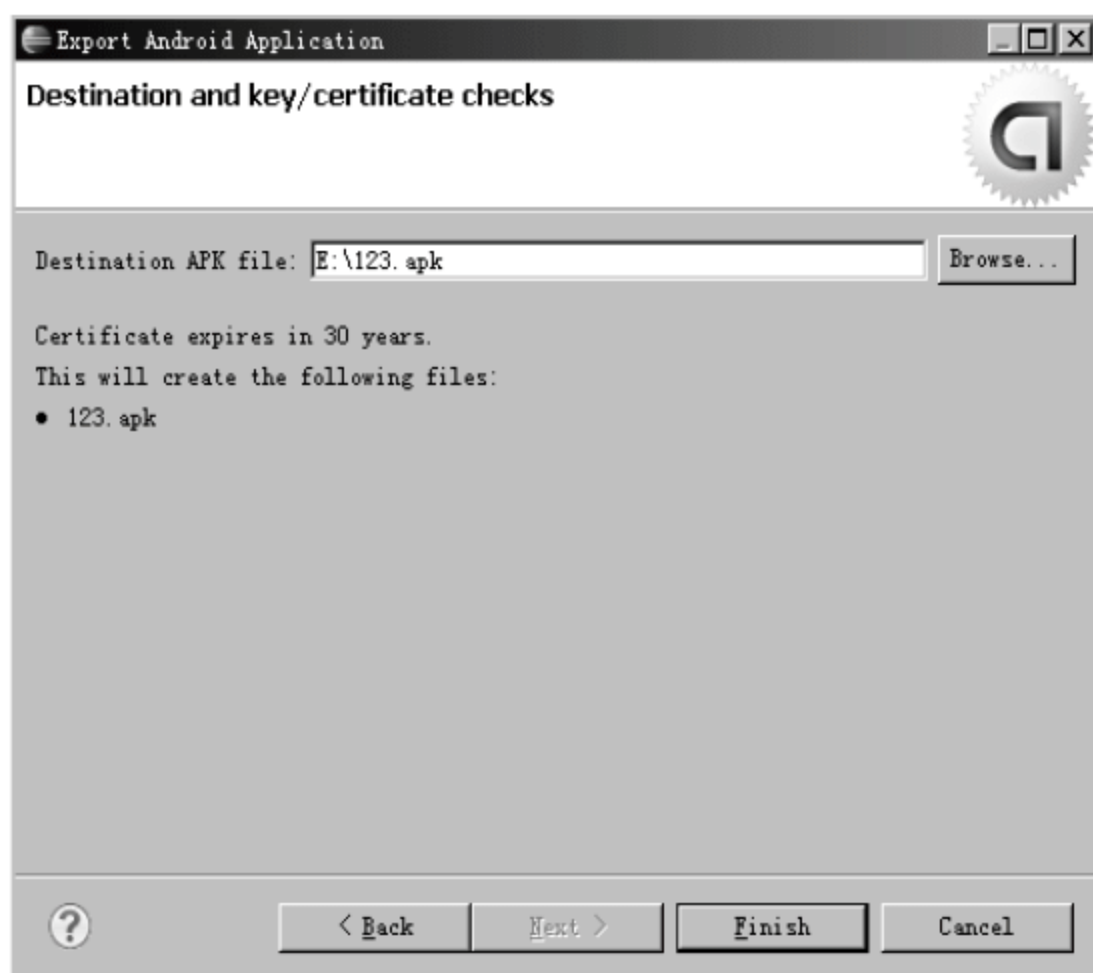 Export Android Application
Destination and key/certificate checks
Destination APK file: E:\123.apk Browse...
Certificate expires in 30 years.
This will create the following files:
• 123.apk
? < Back Next > Finish Cancel